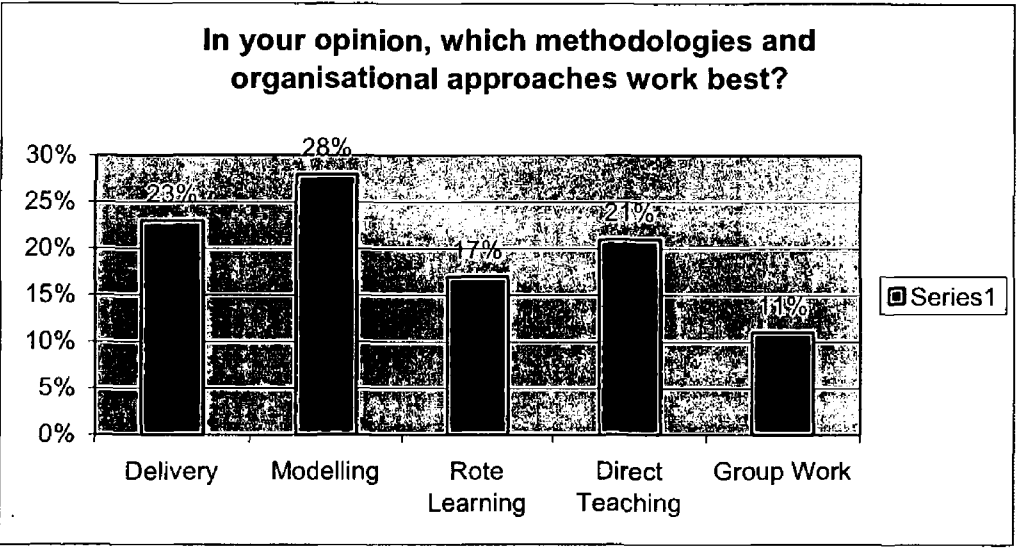 In your opinion, which methodologies and
organisational approaches work best?
30%
25%
20%
15%
10%
5%
0%
23%
28%
17%
21%
11%
Delivery
Modelling
Rote
Learning
Direct
Teaching
Group Work
Series1